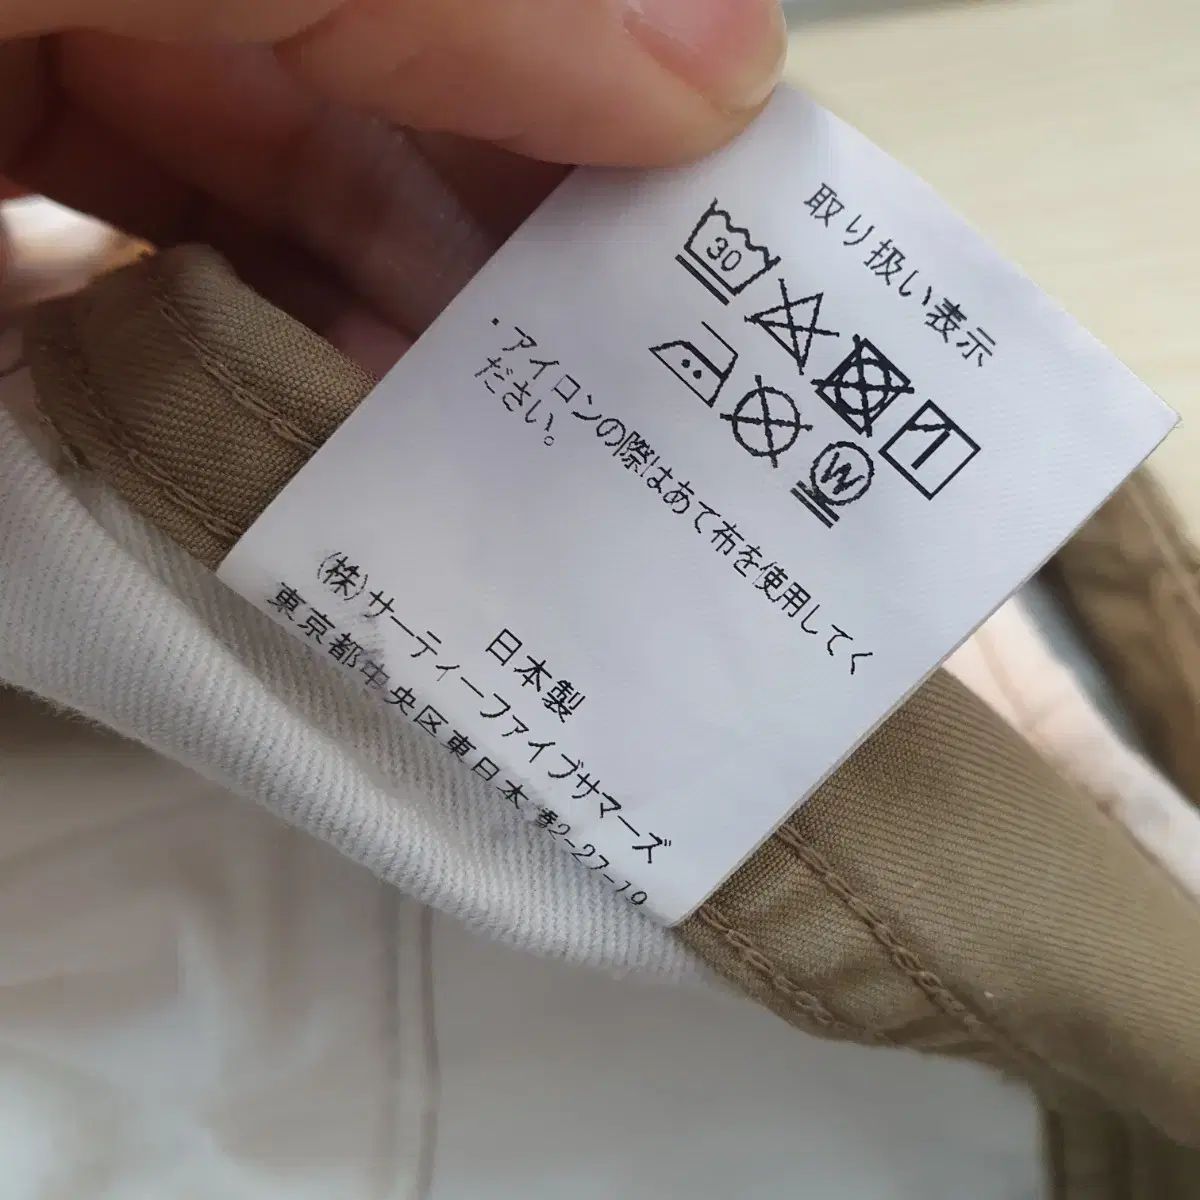 取り扱い表示
30
W
・アイロンの際はあて布を使用してく
ださい。
日本製
(株)サーティーファイブサマーズ
東京都中央区東日本 2-27-19